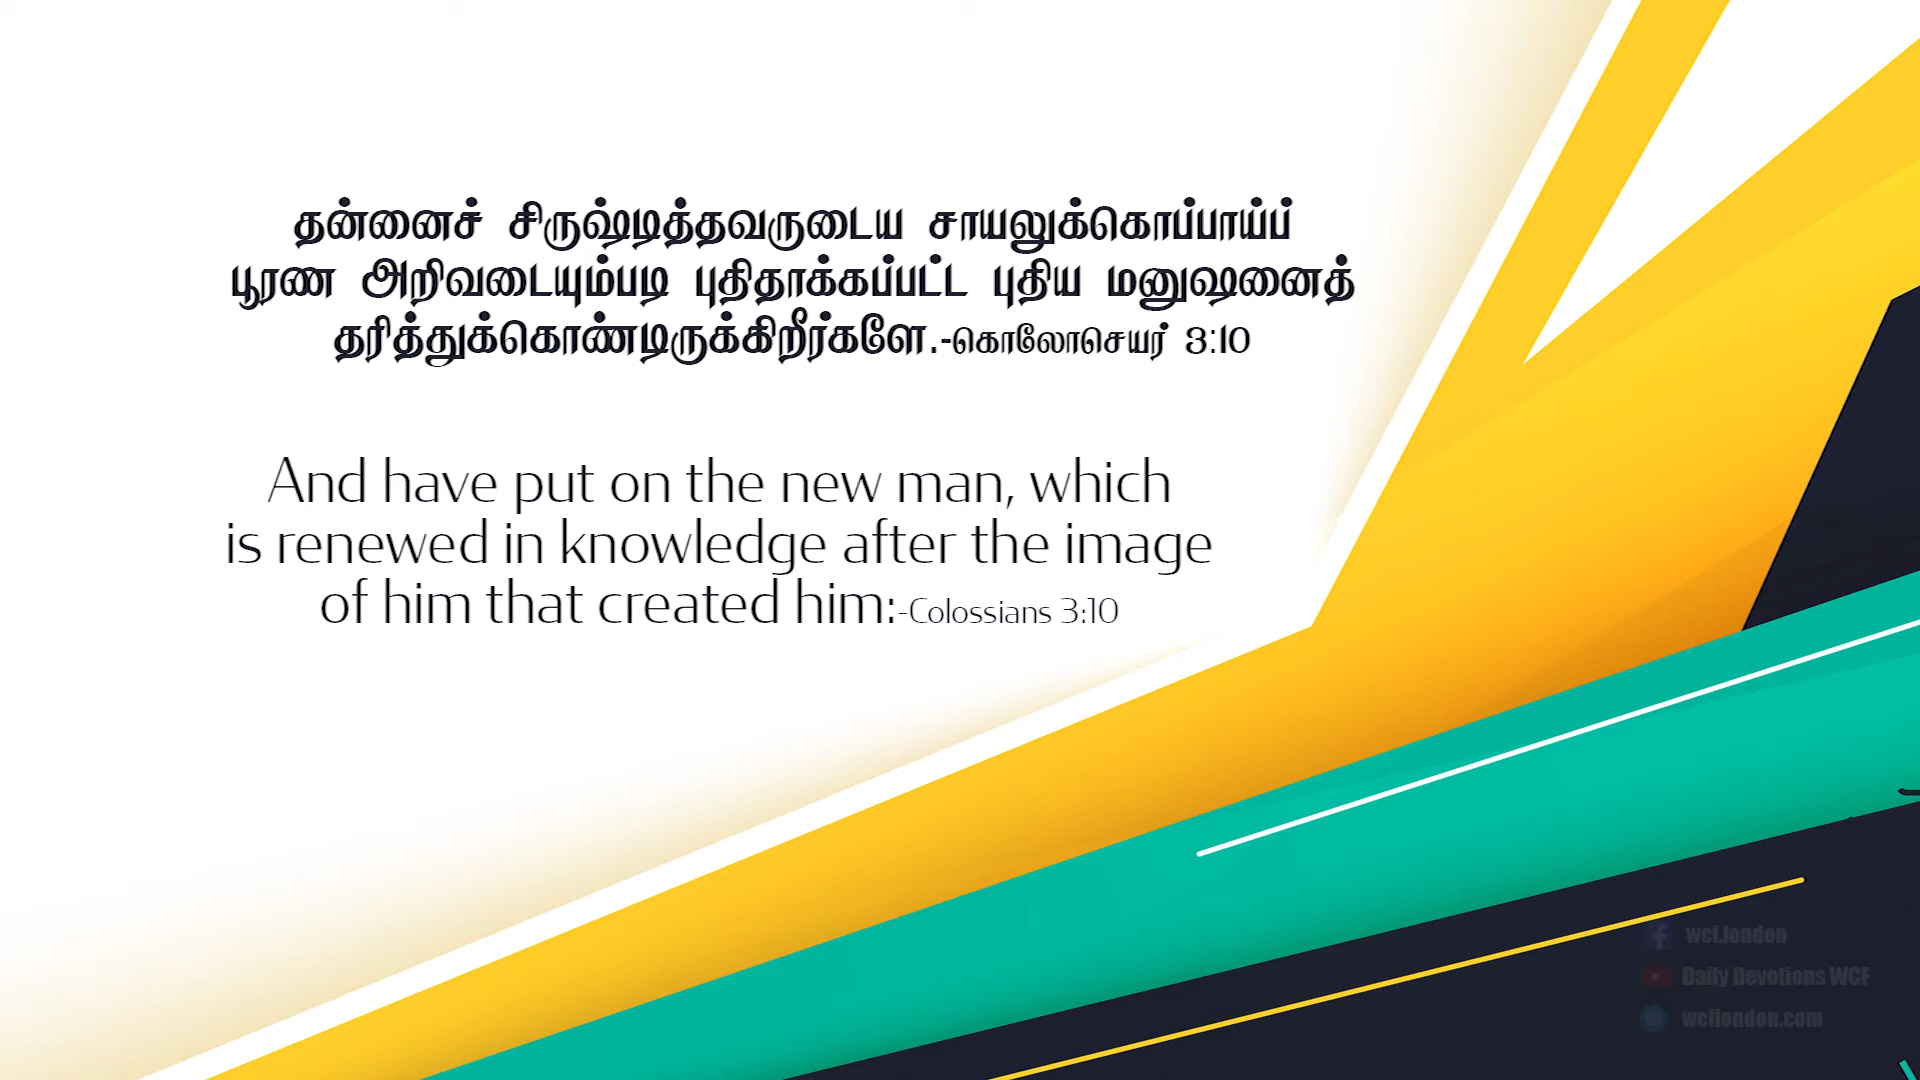 தன்னைச் சிருஷ்டித்தவருடைய சாயலுக்கொப்பாய்ப்
பூரண அறிவடையும்படி புதிதாக்கப்பட்ட புதிய மனுஷனைத்
தரித்துக்கொண்டிருக்கிறீர்களே.-கொலோசெயர் 3:10
And have put on the new man, which
is renewed in knowledge after the image
of him that created him:-Colossians 3:10
wcf.london
Daily Devotions WCF
wcflondon.com